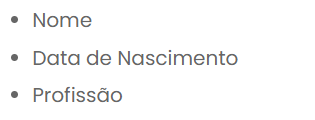 Nome
Data de Nascimento
Profissão